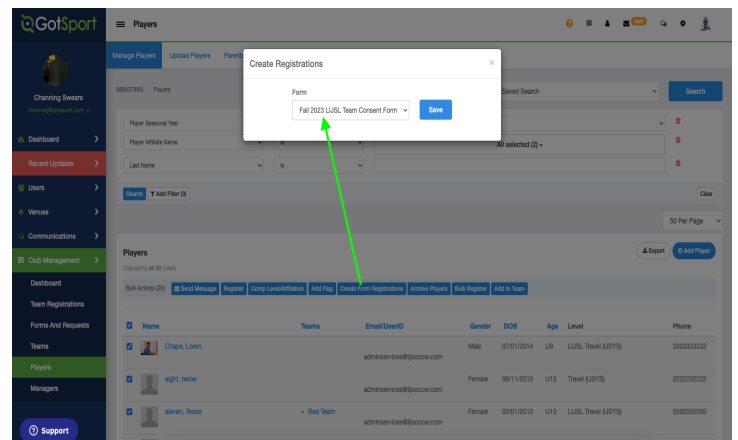 GotSport
Players
Channing Swears
channing@gotsport.com
Dashboard
Recent Updates
Users
Venues
Communications
Club Management
Dashboard
Team Registrations
Forms And Requests
Teams
Players
Managers
Support
Manage Players Upload Players Parents
Players
Saved Search Search
Create Registrations ×
Form
Fall 2023 LIJSL Team Consent Form Save
Player Seasonal Year
Player Affiliate Name Is All selected (2)
Last Name Is
Search Add Filter (3) Clear
50 Per Page
Players Export Add Player
Displaying all 20 Users
Bulk Actions (20) Send Message Register Comp Level/Affiliation Add Flag Create Form Registrations Archive Players Bulk Register Add to Team
Name Teams Email/UserID Gender DOB Age Level Phone
Chaps, Loren adminservices@lijsoccer.com Male 07/01/2014 U9 LIJSL Travel (USYS) 3333333333
eight, tester adminservices@lijsoccer.com Female 06/11/2010 U13 Travel (USYS) 2222222222
eleven, Tester Red Team adminservices@lijsoccer.com Female 02/01/2010 U13 LIJSL Travel (USYS) 5555555555